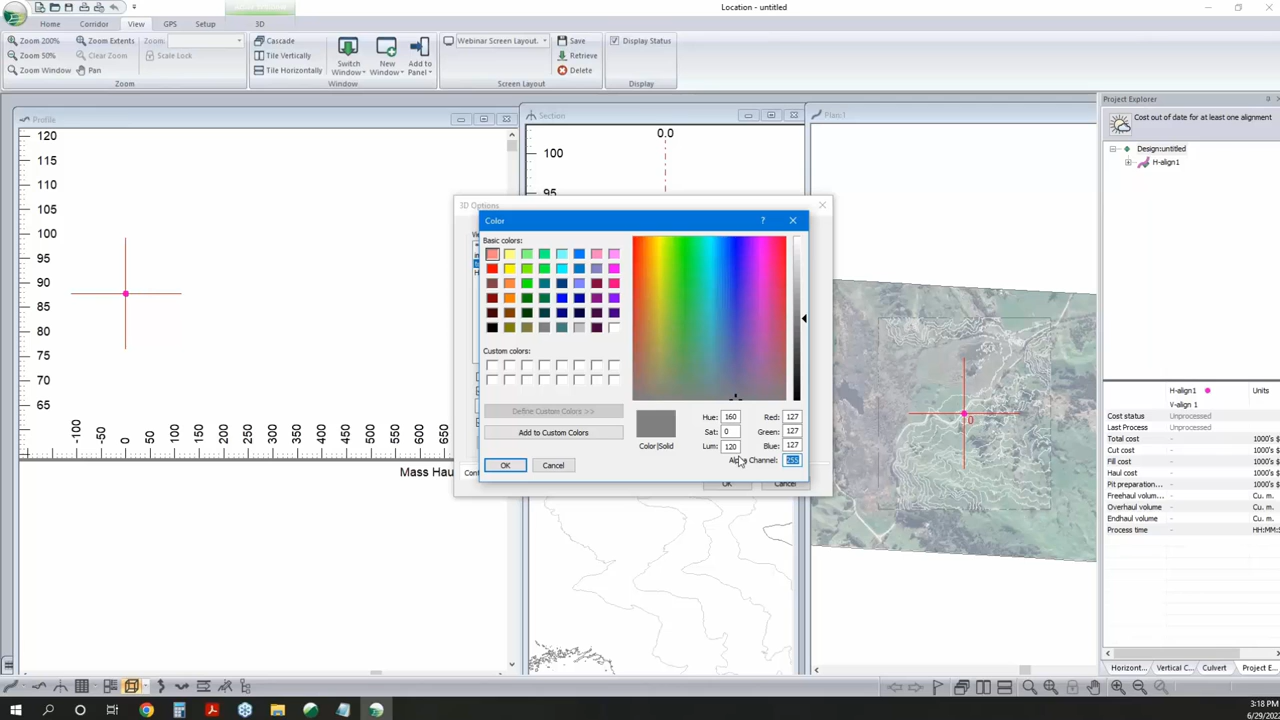 Location - untitled
Home Corridor View GPS Setup 3D
Zoom 200% Zoom Extents Zoom:
Zoom 50% Clear Zoom Scale Lock
Zoom Window Pan
Zoom
Cascade
Tile Vertically
Tile Horizontally
Switch Window
New Window
Add to Panel
Window
Webinar Screen Layout.
Save
Retrieve
Delete
Screen Layout
Display Status
Display
Profile
120
115
110
105
100
95
90
85
80
75
70
65
-100 -50 0 50 100 150 200 250 300 350 400 450 500 550 600 650
Mass Hau
Section
0.0
100
95
Plan:1
0
3D Options
OK
Cancel
Color
?
Basic colors:
Custom colors:
Define Custom Colors >>
Add to Custom Colors
OK
Cancel
Color|Solid
Hue: 160 Red: 127
Sat: 0 Green: 127
Lum: 120 Blue: 127
Channel: 255
Project Explorer
Cost out of date for at least one alignment
Design:untitled
H-align1
H-align1 Units
V-align 1
Cost status Unprocessed
Last Process Unprocessed
Total cost - 1000's $
Cut cost - 1000's $
Fill cost - 1000's $
Haul cost - 1000's $
Pit preparation... - 1000's $
Freehaul volume - Cu. m.
Overhaul volume - Cu. m.
Endhaul volume - Cu. m.
Process time - HH:MM:S
Horizont... Vertical C... Culvert Project E...
3:18 PM